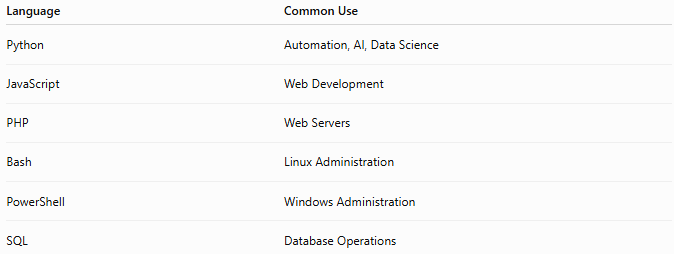 Language Common Use
Python Automation, AI, Data Science
JavaScript Web Development
PHP Web Servers
Bash Linux Administration
PowerShell Windows Administration
SQL Database Operations